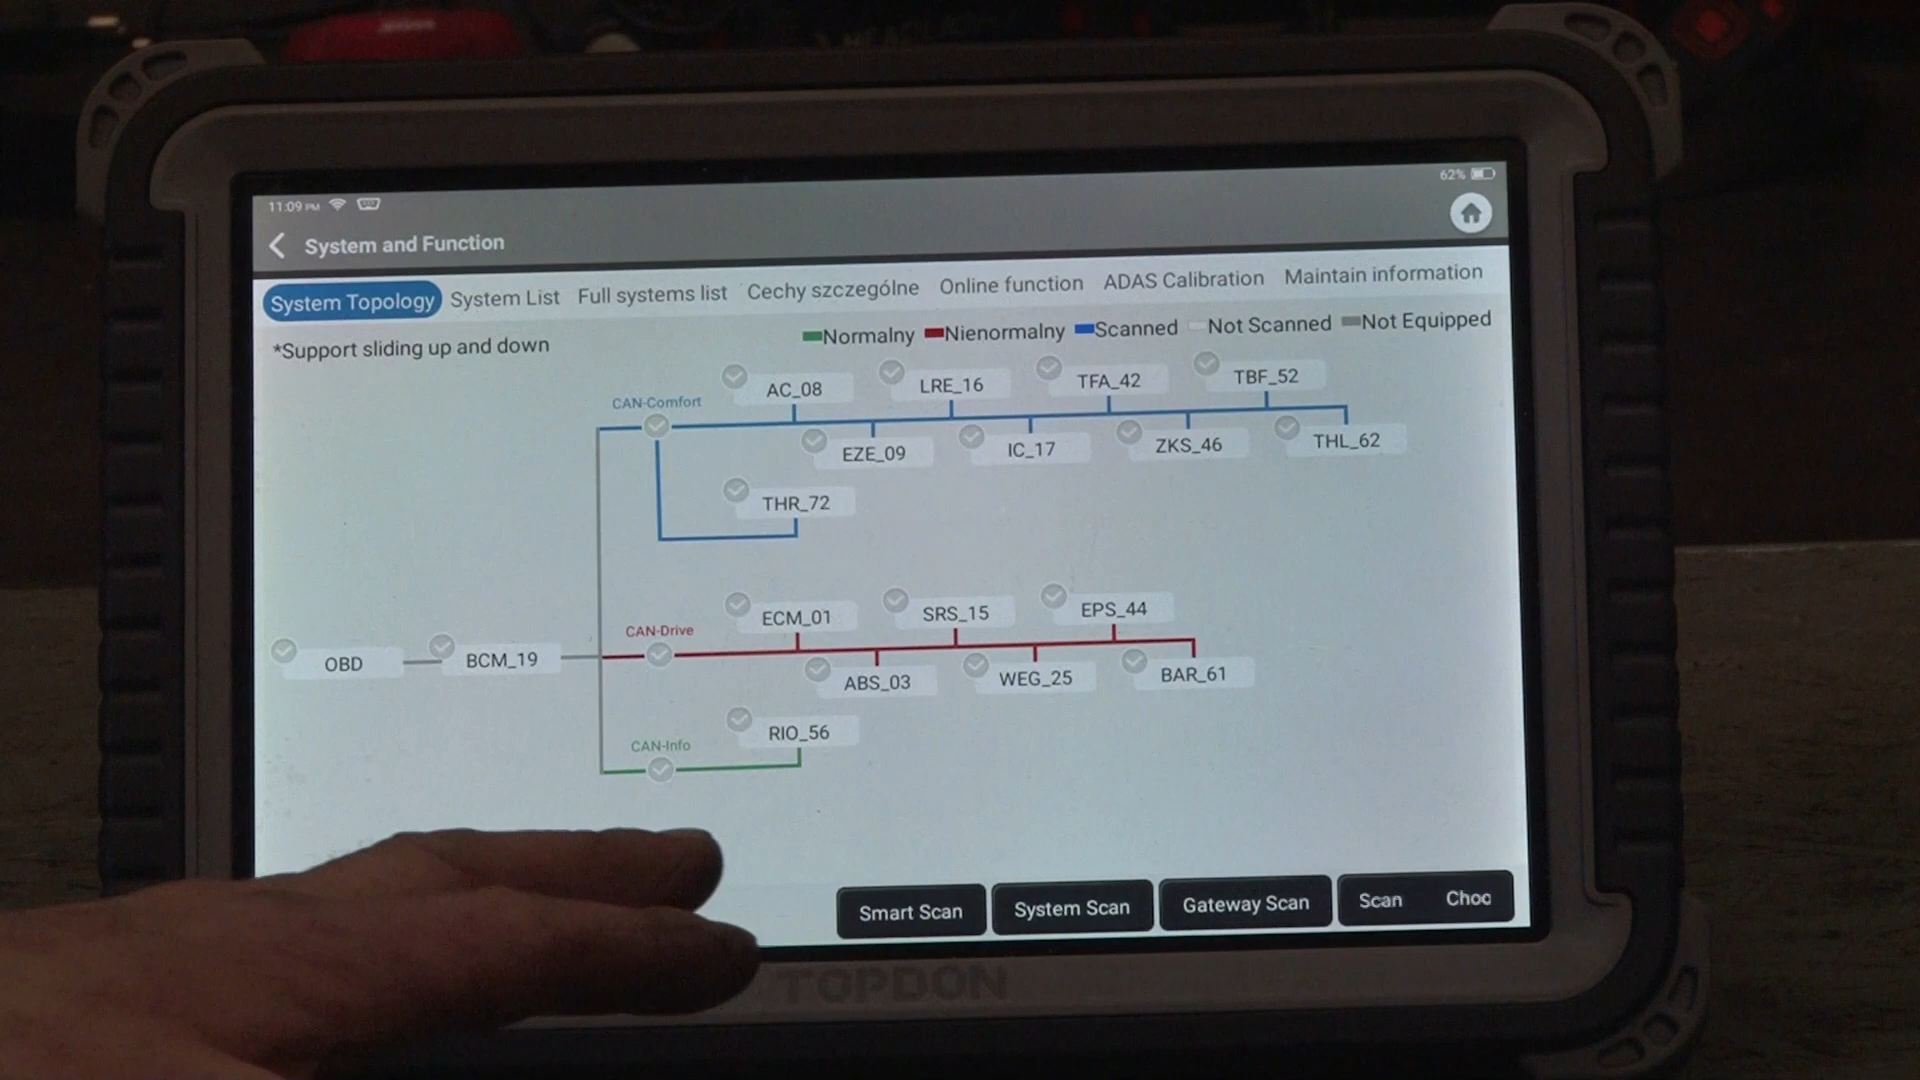 11:09 PM
62%
System and Function
System Topology System List Full systems list Cechy szczególne Online function ADAS Calibration Maintain information
*Support sliding up and down
Normalny Nienormalny Scanned Not Scanned Not Equipped
CAN-Comfort
AC_08 LRE_16 TFA_42 TBF_52
EZE_09 IC_17 ZKS_46 THL_62
THR_72
CAN-Drive
ECM_01 SRS_15 EPS_44
OBD BCM_19
ABS_03 WEG_25 BAR_61
CAN-Info
RIO_56
Smart Scan System Scan Gateway Scan Scan Choc
TOPDON